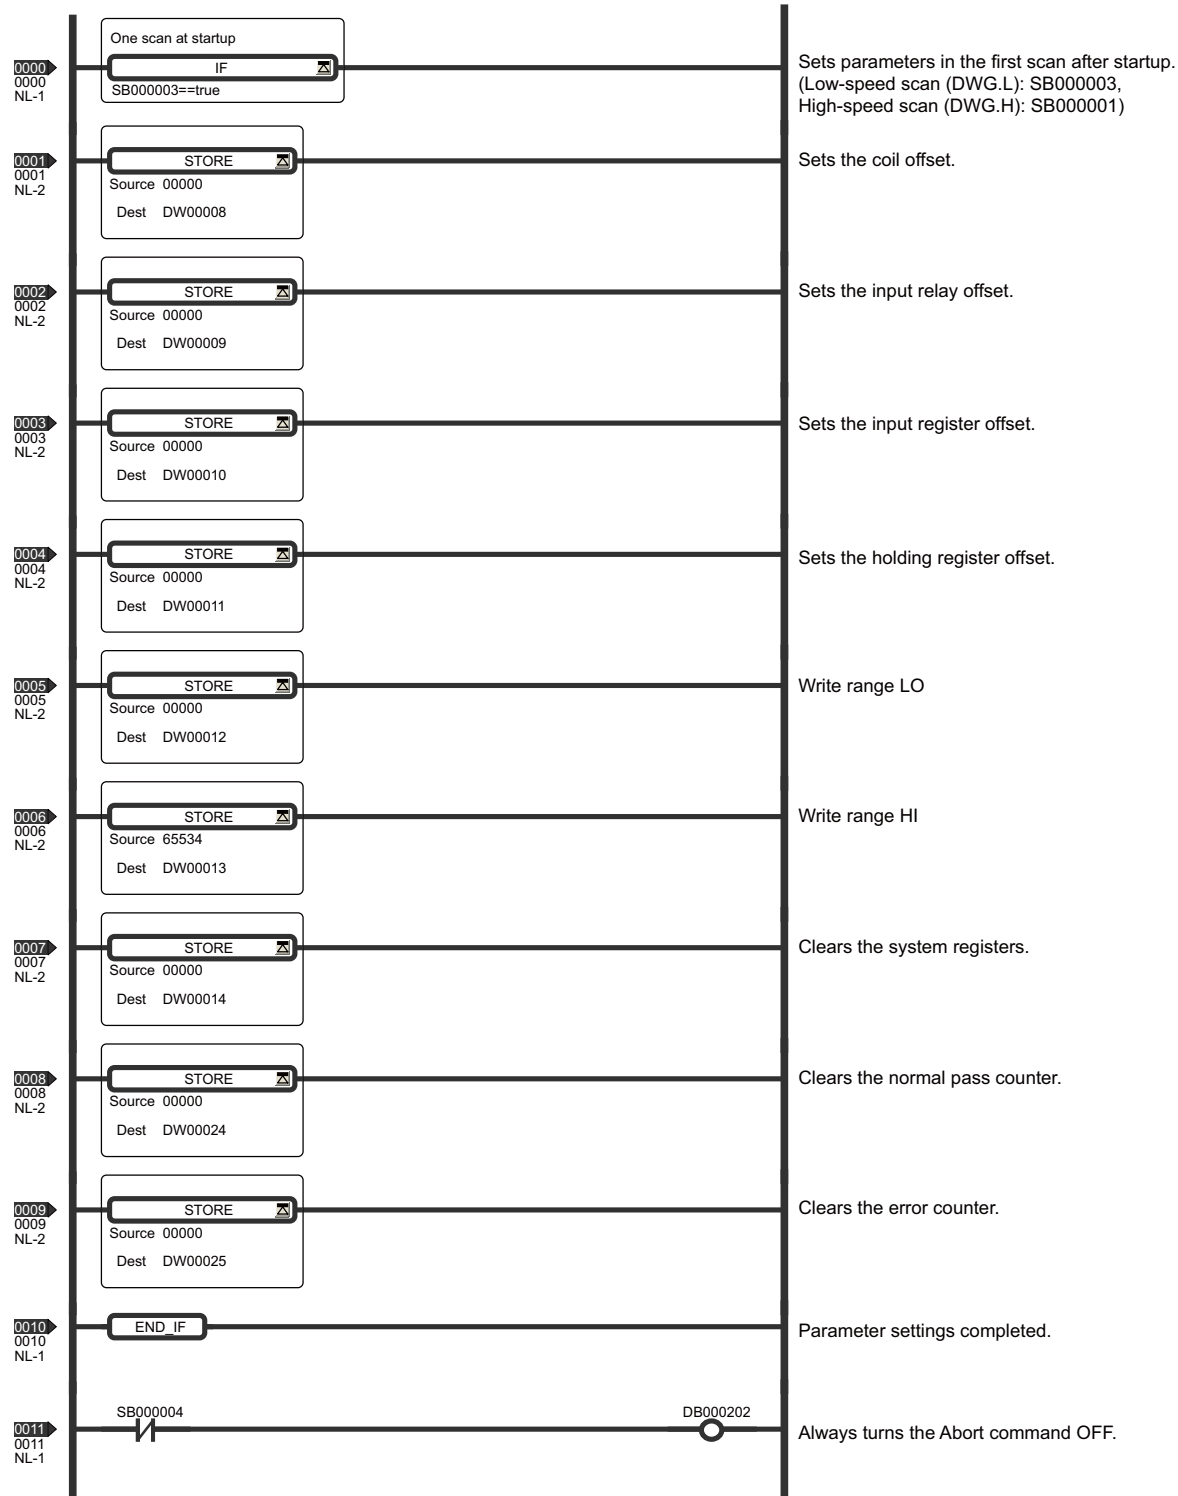 One scan at startup
0000
IF
0000
NL-1
SB000003==true
Sets parameters in the first scan after startup.
(Low-speed scan (DWG.L): SB000003,
High-speed scan (DWG.H): SB000001)
0001
STORE
0001
NL-2
Source 00000
Dest DW00008
Sets the coil offset.
0002
STORE
0002
NL-2
Source 00000
Dest DW00009
Sets the input relay offset.
0003
STORE
0003
NL-2
Source 00000
Dest DW00010
Sets the input register offset.
0004
STORE
0004
NL-2
Source 00000
Dest DW00011
Sets the holding register offset.
0005
STORE
0005
NL-2
Source 00000
Dest DW00012
Write range LO
0006
STORE
0006
NL-2
Source 65534
Dest DW00013
Write range HI
0007
STORE
0007
NL-2
Source 00000
Dest DW00014
Clears the system registers.
0008
STORE
0008
NL-2
Source 00000
Dest DW00024
Clears the normal pass counter.
0009
STORE
0009
NL-2
Source 00000
Dest DW00025
Clears the error counter.
0010
END_IF
0010
NL-1
Parameter settings completed.
SB000004
DB000202
0011
0011
NL-1
Always turns the Abort command OFF.